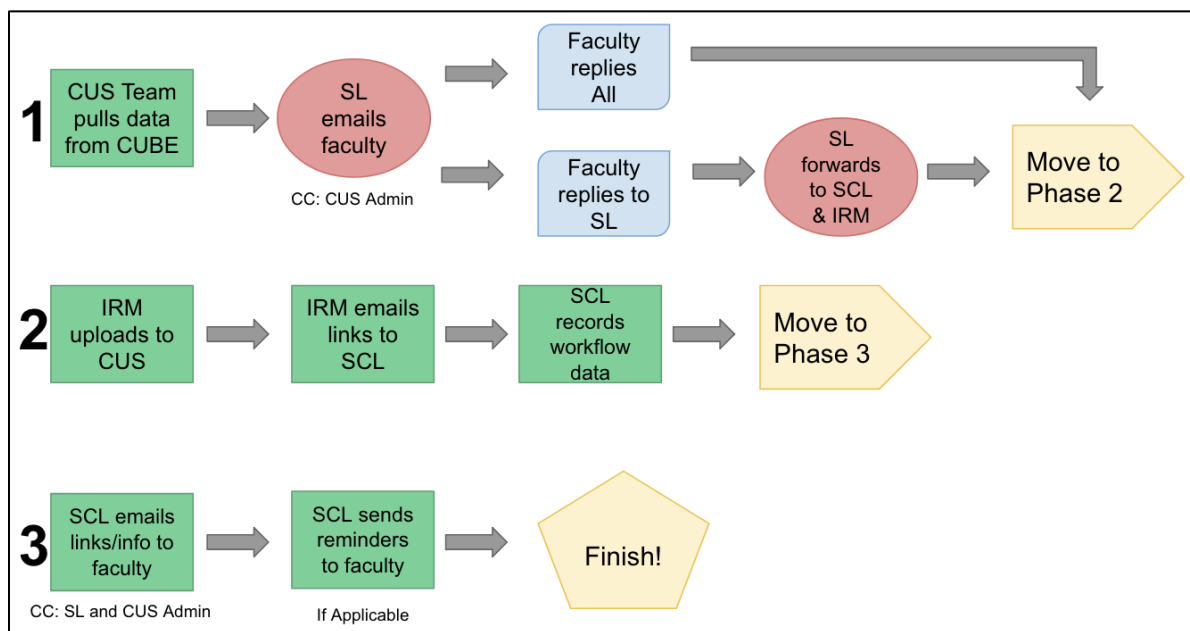 1
CUS Team
pulls data
from CUBE
SL
emails
faculty
CC: CUS Admin
Faculty
replies
All
Faculty
replies to
SL
SL
forwards
to SCL
& IRM
Move to
Phase 2
2
IRM
uploads to
CUS
IRM emails
links to
SCL
SCL
records
workflow
data
Move to
Phase 3
3
SCL emails
links/info to
faculty
CC: SL and CUS Admin
SCL sends
reminders
to faculty
If Applicable
Finish!